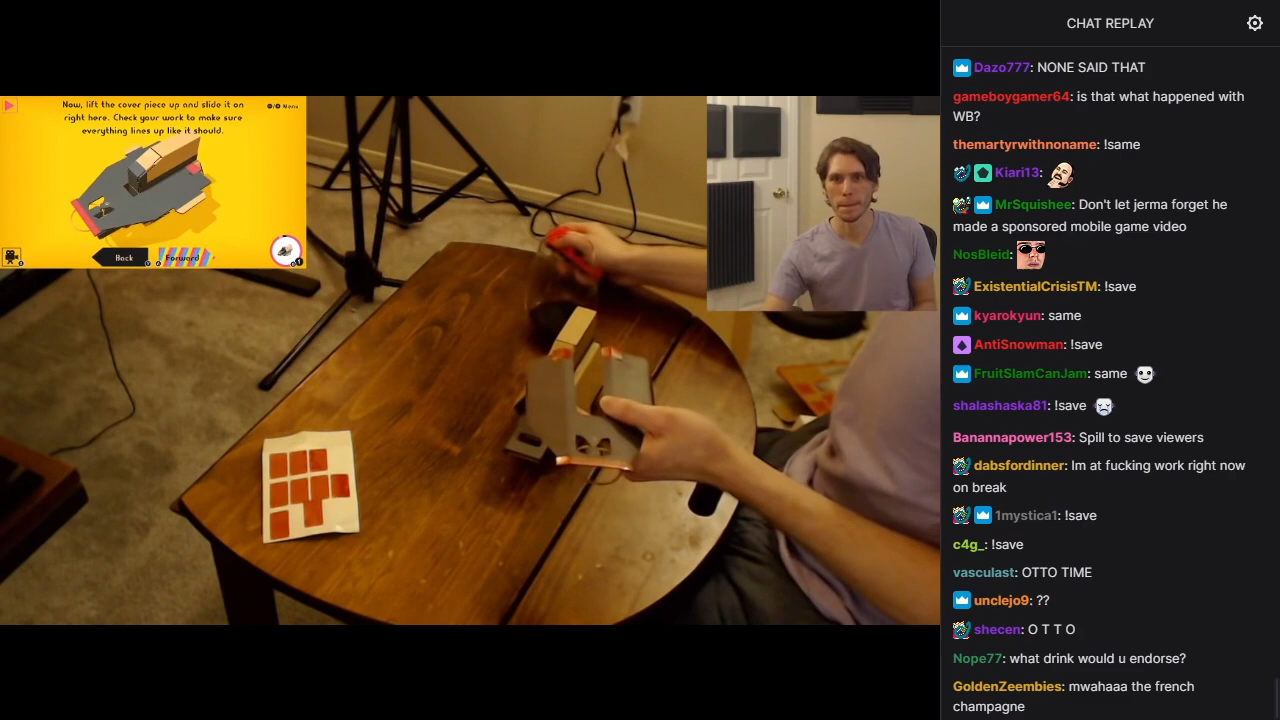 Now, lift the cover piece up and slide it on
right here. Check your work to make sure
everything lines up like it should.
Menu
Back
Forward
CHAT REPLAY
Dazo777: NONE SAID THAT
gameboygamer64: is that what happened with
WB?
themartyrwithnoname: !same
Kiari13:
MrSquishee: Don't let jerma forget he
made a sponsored mobile game video
NosBleid:
ExistentialCrisisTM: !save
kyarokyun: same
AntiSnowman: !save
FruitSlamCanJam: same
shalashaska81: !save
Banannapower153: Spill to save viewers
dabsfordinner: Im at fucking work right now
on break
1mystica1: !save
c4g_: !save
vasculast: OTTO TIME
unclejo9: ??
shecen: O T T O
Nope77: what drink would u endorse?
GoldenZeembies: mwahaaa the french
champagne